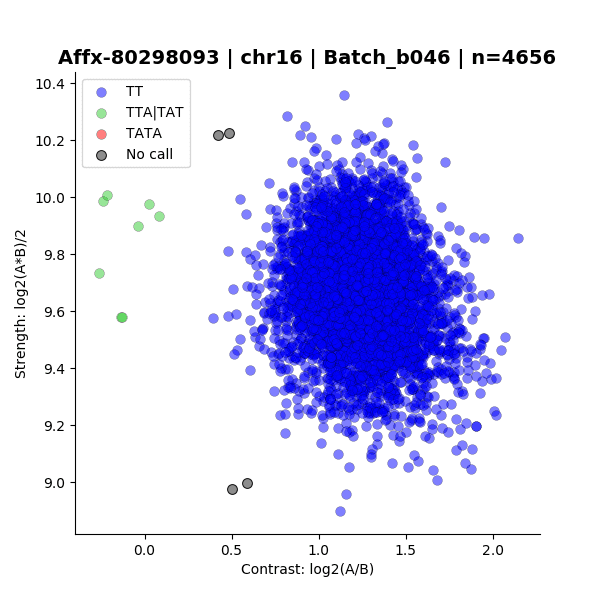 Affx-80298093 | chr16 | Batch_b046 | n=4656
TT
TTA|TAT
TATA
No call
10.4
10.2
10.0
9.8
9.6
9.4
9.2
9.0
Strength: log2(A*B)/2
0.0 0.5 1.0 1.5 2.0
Contrast: log2(A/B)